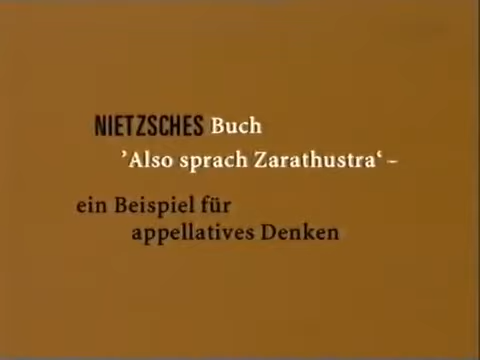 NIETZSCHES Buch
’Also sprach Zarathustra‘ –
ein Beispiel für
appellatives Denken